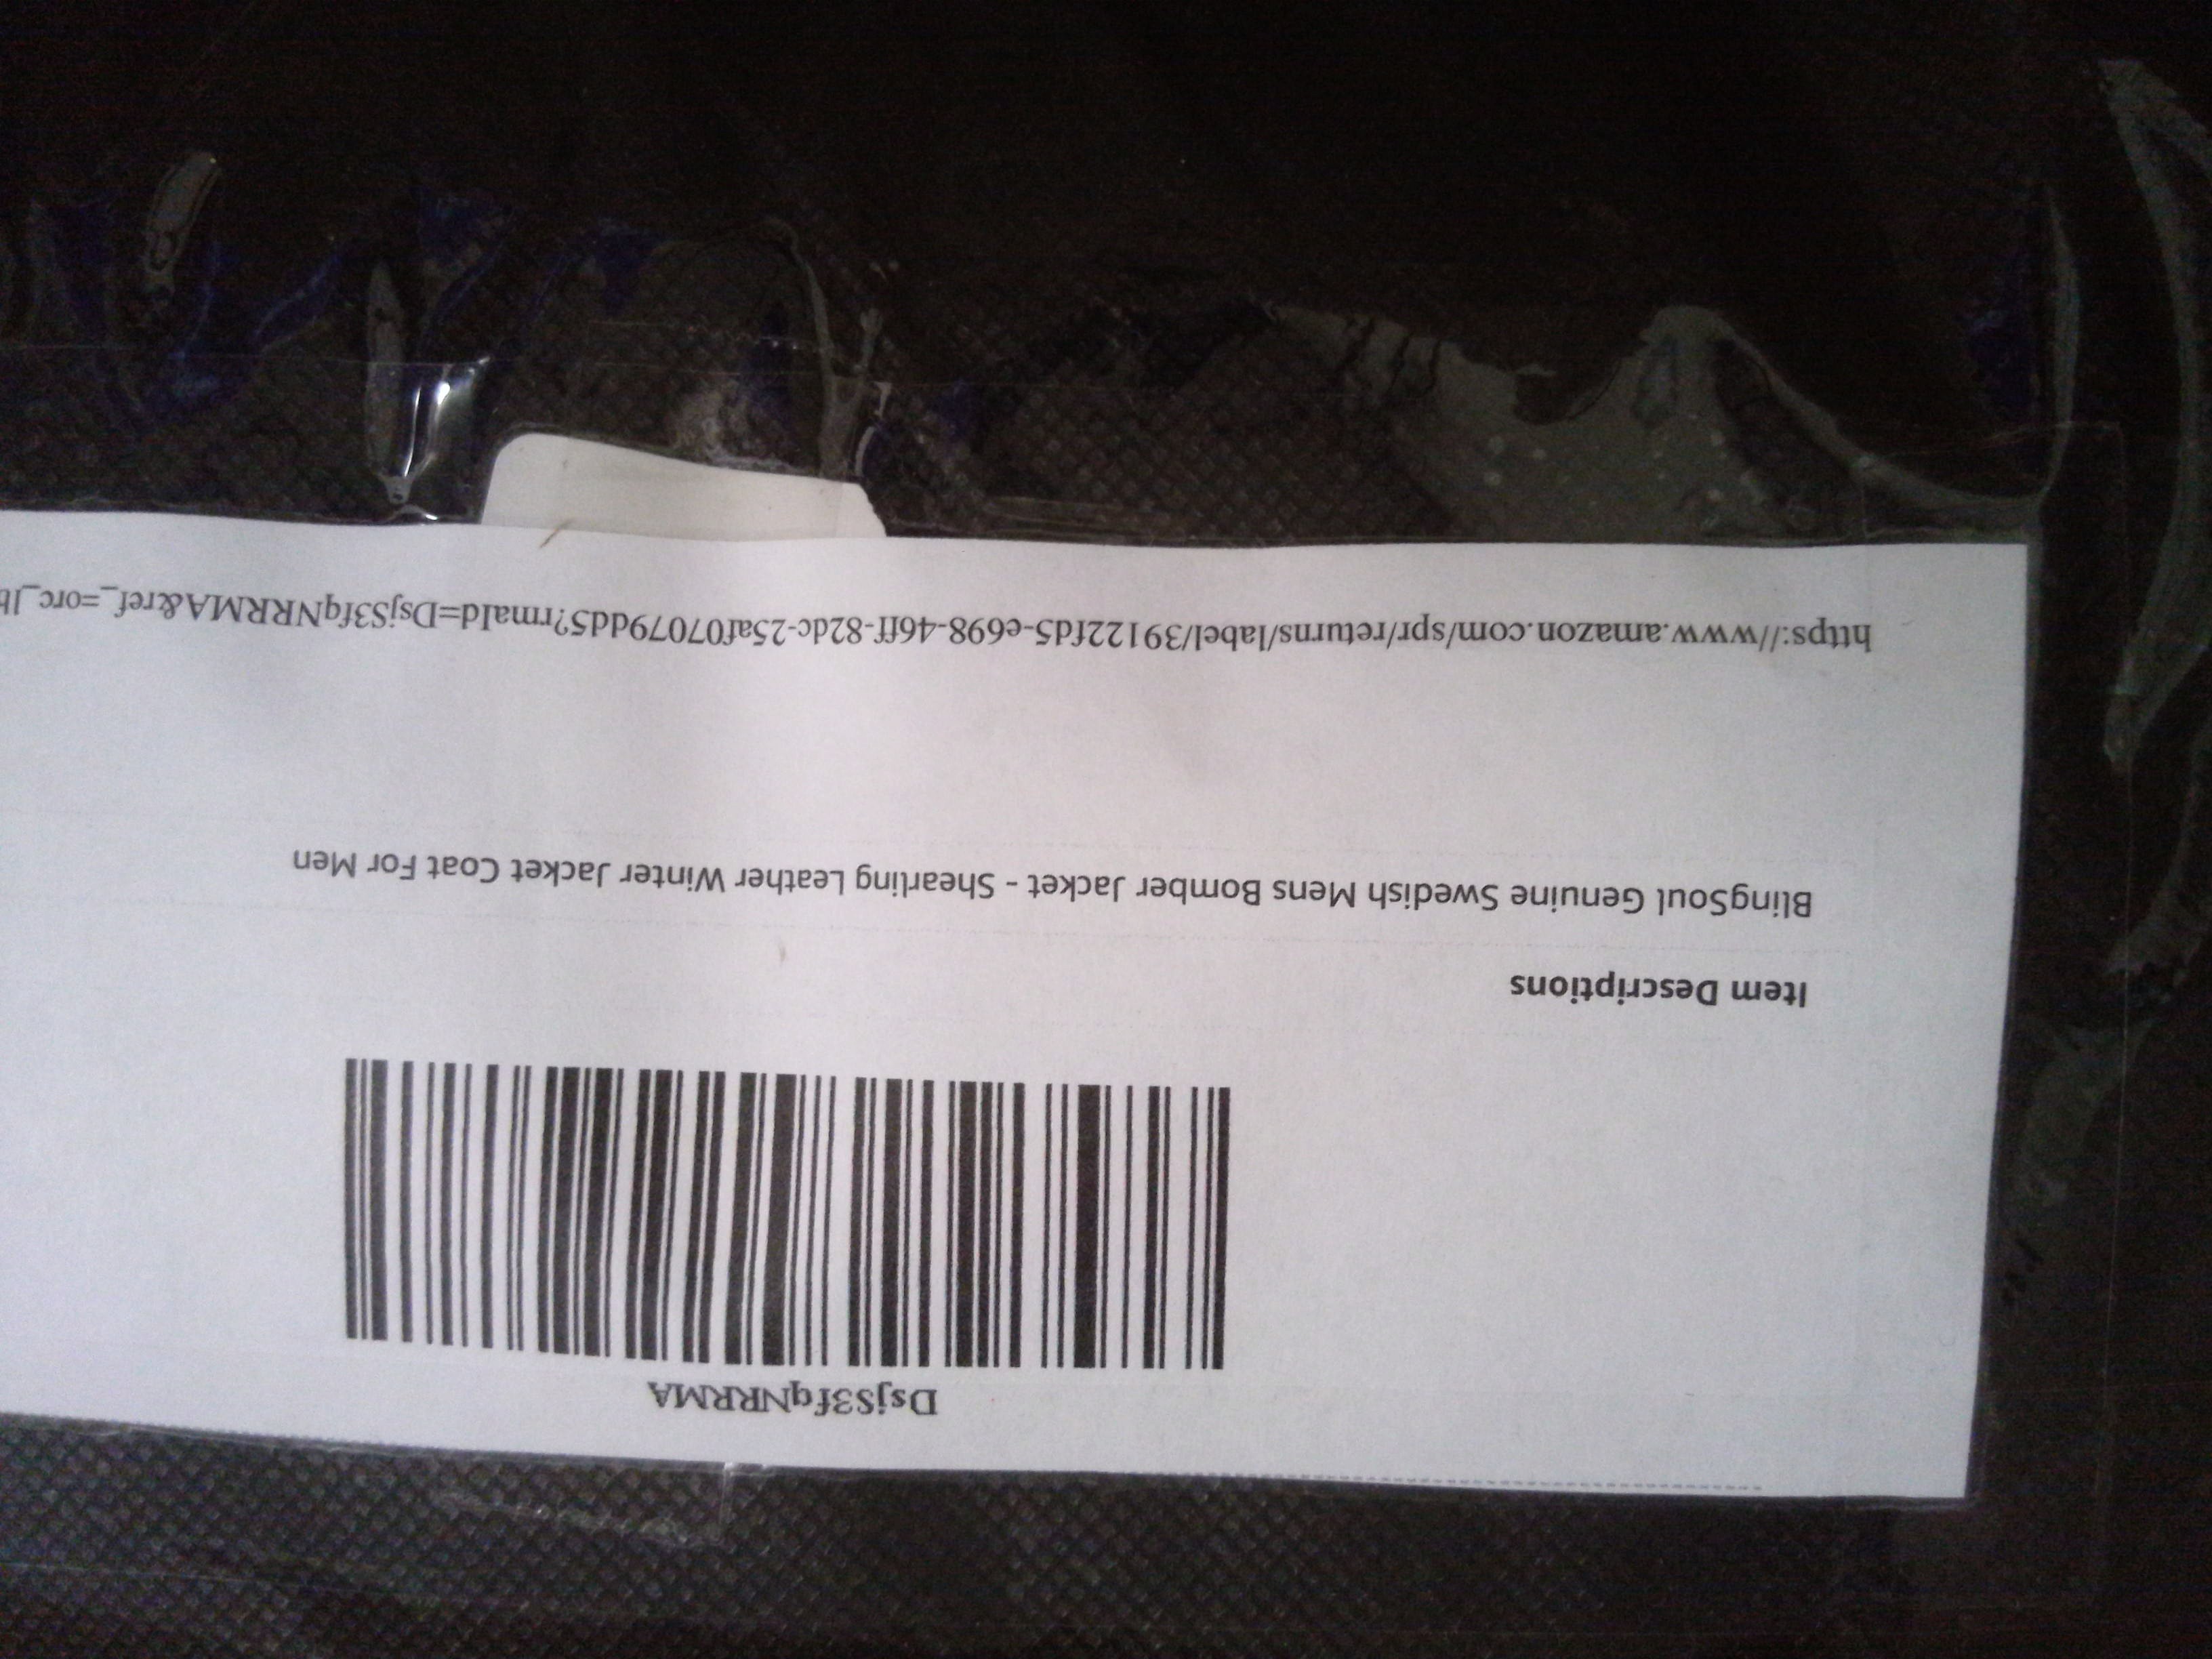 DsjS3fqNRRMA
Item Descriptions
BlingSoul Genuine Swedish Mens Bomber Jacket - Shearling Leather Winter Jacket Coat For Men
https://www.amazon.com/spr/returns/label/39122fd5-e698-46ff-82dc-25af07079dd5?rmaId=DsjS3fqNRRMA&ref_=orc_lb